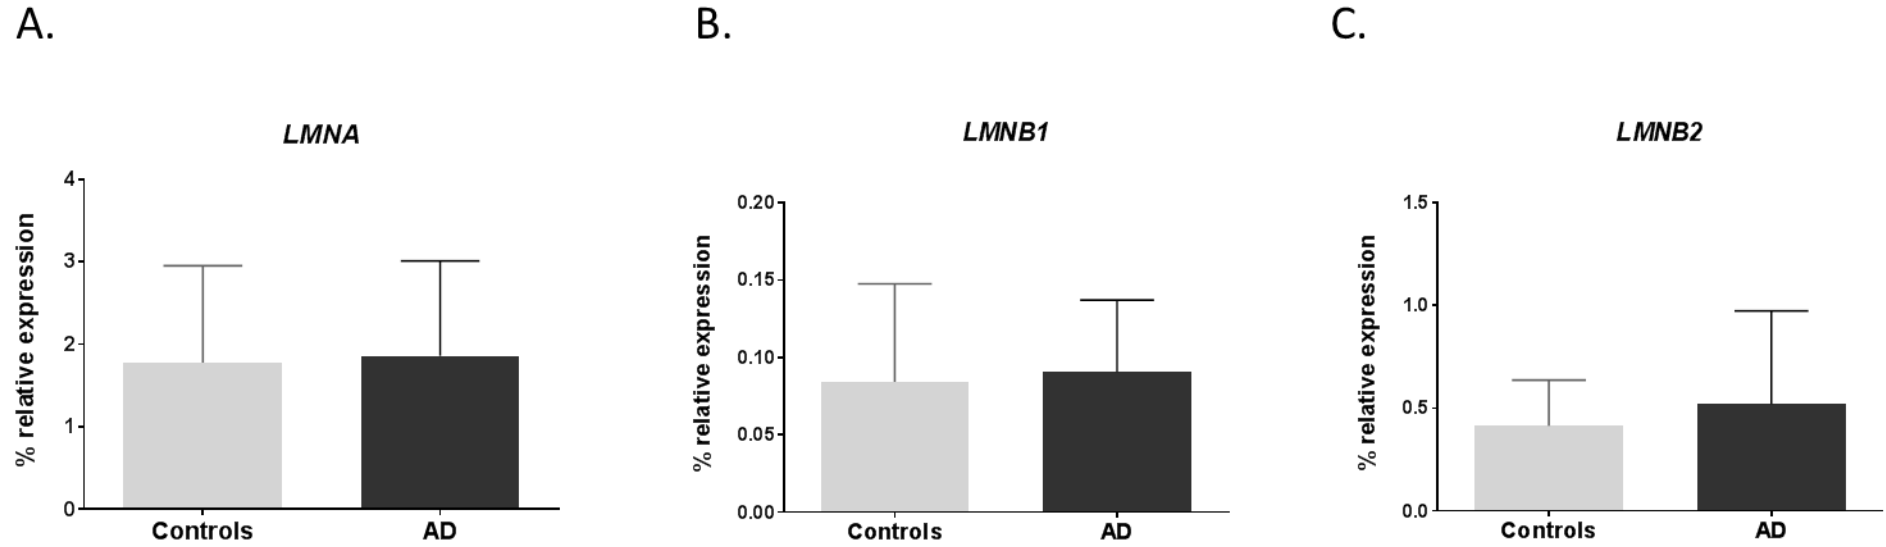 A.
LMNA
% relative expression
4
3
2
1
0
Controls
AD
B.
LMNB1
% relative expression
0.20
0.15
0.10
0.05
0.00
Controls
AD
C.
LMNB2
% relative expression
1.5
1.0
0.5
0.0
Controls
AD